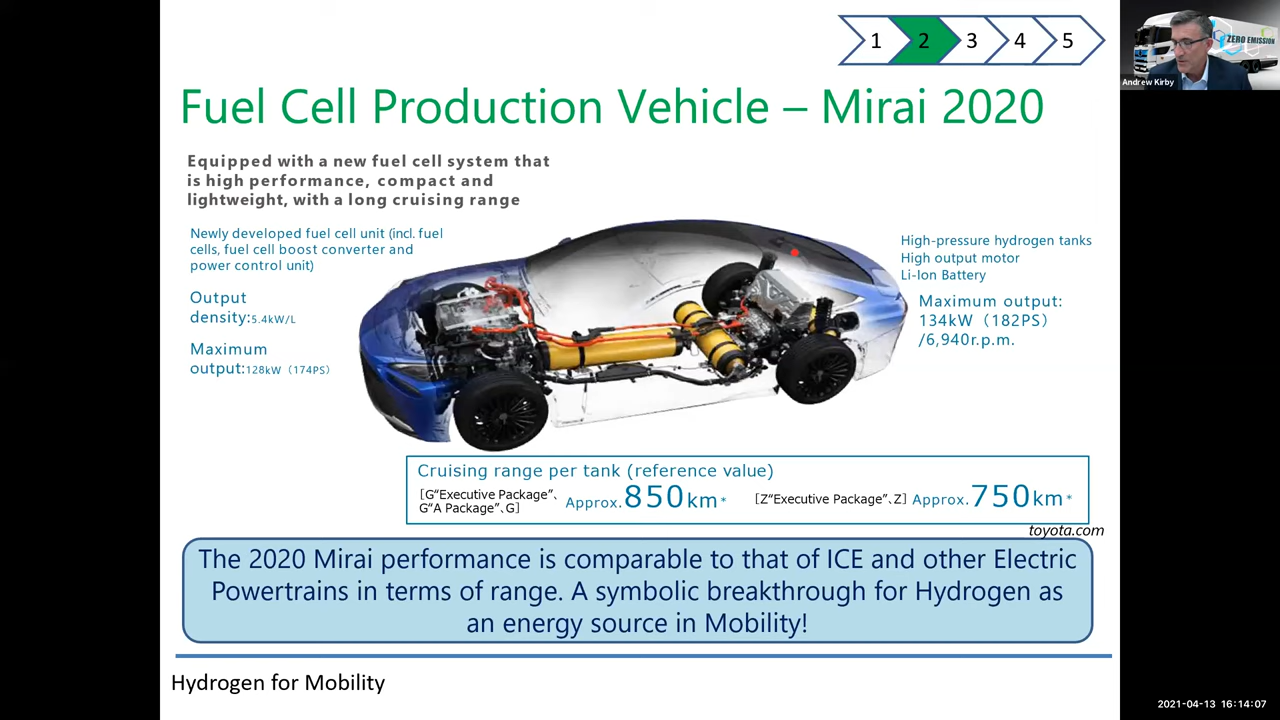 1 2 3 4 5
ZERO EMISSION
Andrew Kirby
Fuel Cell Production Vehicle – Mirai 2020
Equipped with a new fuel cell system that
is high performance, compact and
lightweight, with a long cruising range
Newly developed fuel cell unit (incl. fuel
cells, fuel cell boost converter and
power control unit)
Output
density:5.4kW/L
Maximum
output:128kW（174PS）
High-pressure hydrogen tanks
High output motor
Li-Ion Battery
Maximum output:
134kW（182PS）
/6,940r.p.m.
Cruising range per tank (reference value)
[G“Executive Package”、
G“A Package”、G]
Approx.850km*
[Z“Executive Package”、Z] Approx.750km*
toyota.com
The 2020 Mirai performance is comparable to that of ICE and other Electric
Powertrains in terms of range. A symbolic breakthrough for Hydrogen as
an energy source in Mobility!
Hydrogen for Mobility
2021-04-13 16:14:07